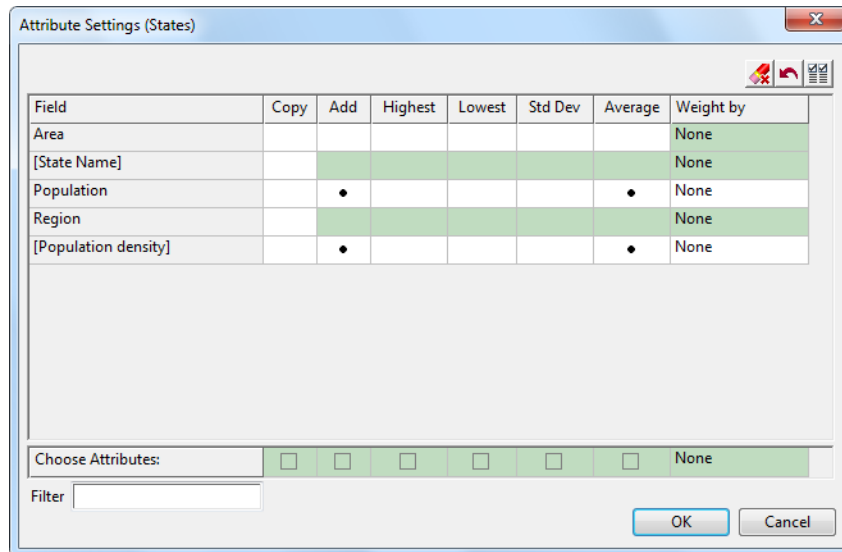 Attribute Settings (States)
Field Copy Add Highest Lowest Std Dev Average Weight by
Area None
[State Name] None
Population None
Region None
[Population density] None
Choose Attributes: None
Filter
OK Cancel